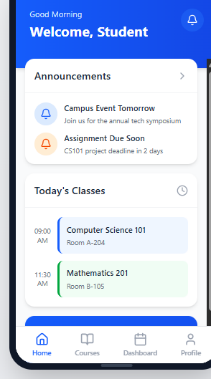 Good Morning
Welcome, Student
Announcements
Campus Event Tomorrow
Join us for the annual tech symposium
Assignment Due Soon
CS101 project deadline in 2 days
Today's Classes
09:00 AM
Computer Science 101
Room A-204
11:30 AM
Mathematics 201
Room B-105
Home Courses Dashboard Profile